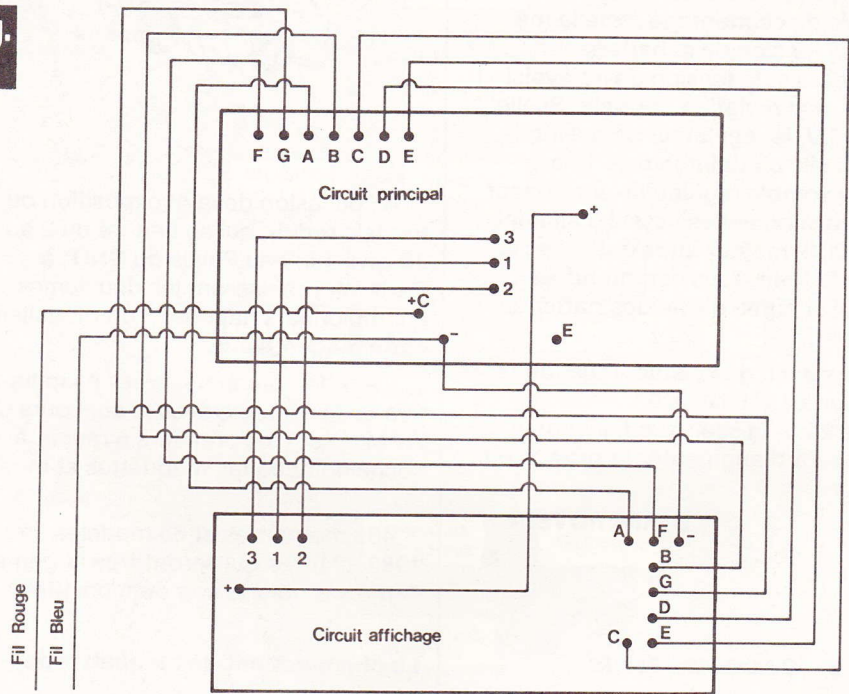 F G A B C D E
Circuit principal
+
3
1
2
+C
-
E
A F -
3 1 2
B
G
+
D
Circuit affichage
C E
Fil Rouge
Fil Bleu